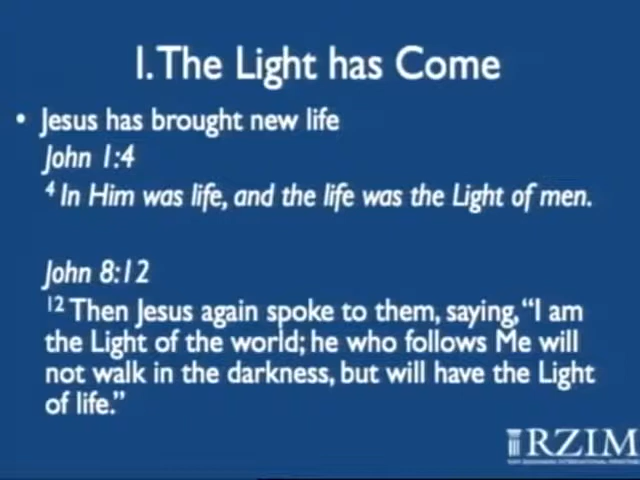 I. The Light has Come
• Jesus has brought new life
John 1:4
4 In Him was life, and the life was the Light of men.
John 8:12
12 Then Jesus again spoke to them, saying, “I am
the Light of the world; he who follows Me will
not walk in the darkness, but will have the Light
of life.”
RZIM